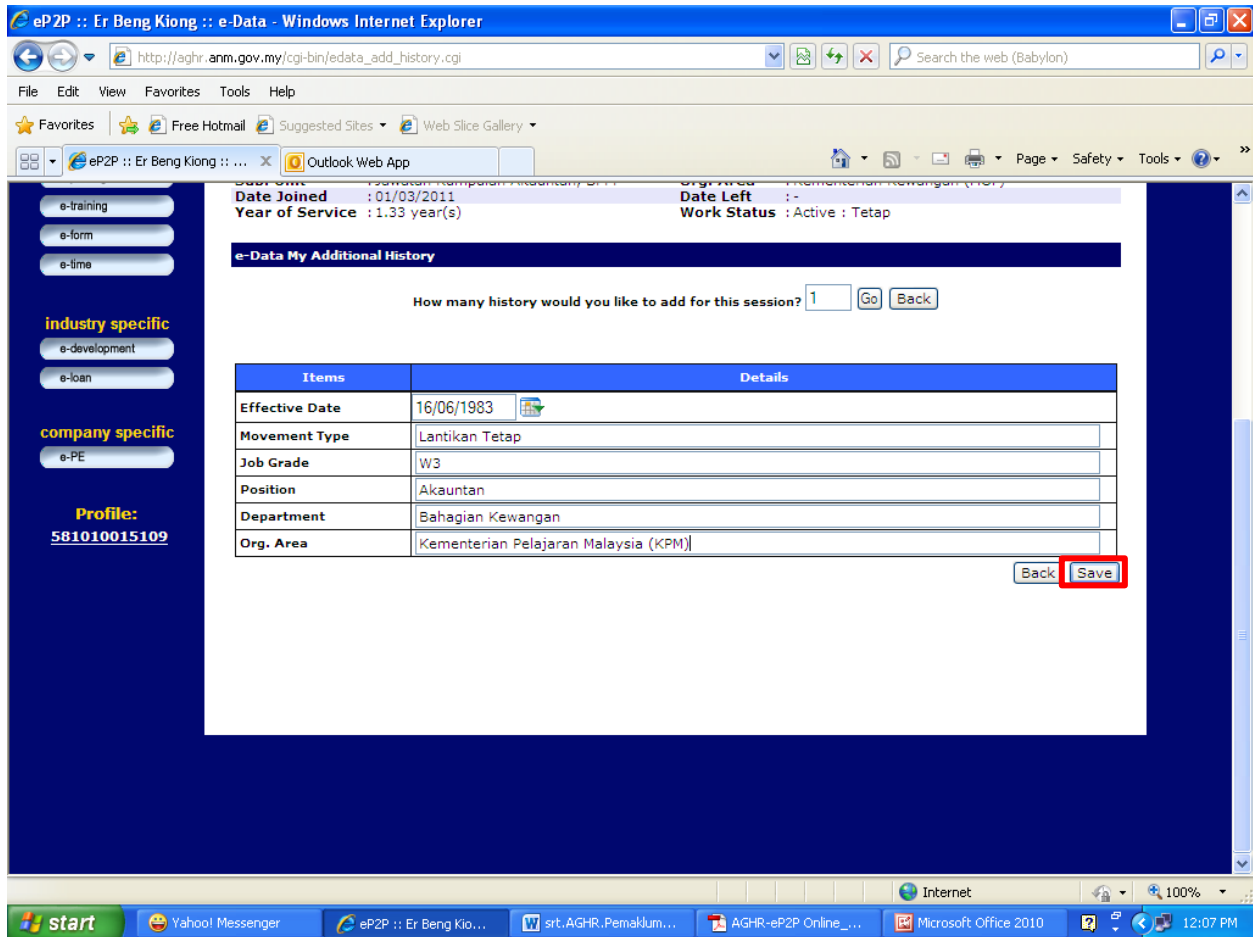 eP2P :: Er Beng Kiong :: e-Data - Windows Internet Explorer
http://aghr.anm.gov.my/cgi-bin/edata_add_history.cgi
Search the web (Babylon)
File Edit View Favorites Tools Help
Favorites Free Hotmail Suggested Sites Web Slice Gallery
eP2P :: Er Beng Kiong :: ... X Outlook Web App Page Safety Tools »
Date Joined : 01/03/2011 Date Left : -
Year of Service : 1.33 year(s) Work Status : Active : Tetap
e-training
e-form
e-time
industry specific
e-development
e-loan
company specific
e-PE
Profile:
581010015109
e-Data My Additional History
How many history would you like to add for this session? 1 Go Back
Items Details
Effective Date 16/06/1983
Movement Type Lantikan Tetap
Job Grade W3
Position Akauntan
Department Bahagian Kewangan
Org. Area Kementerian Pelajaran Malaysia (KPM)
Back Save
Internet 100%
start Yahoo! Messenger eP2P :: Er Beng Kio... srt.AGHR.Pemaklum... AGHR-eP2P Online_... Microsoft Office 2010 12:07 PM